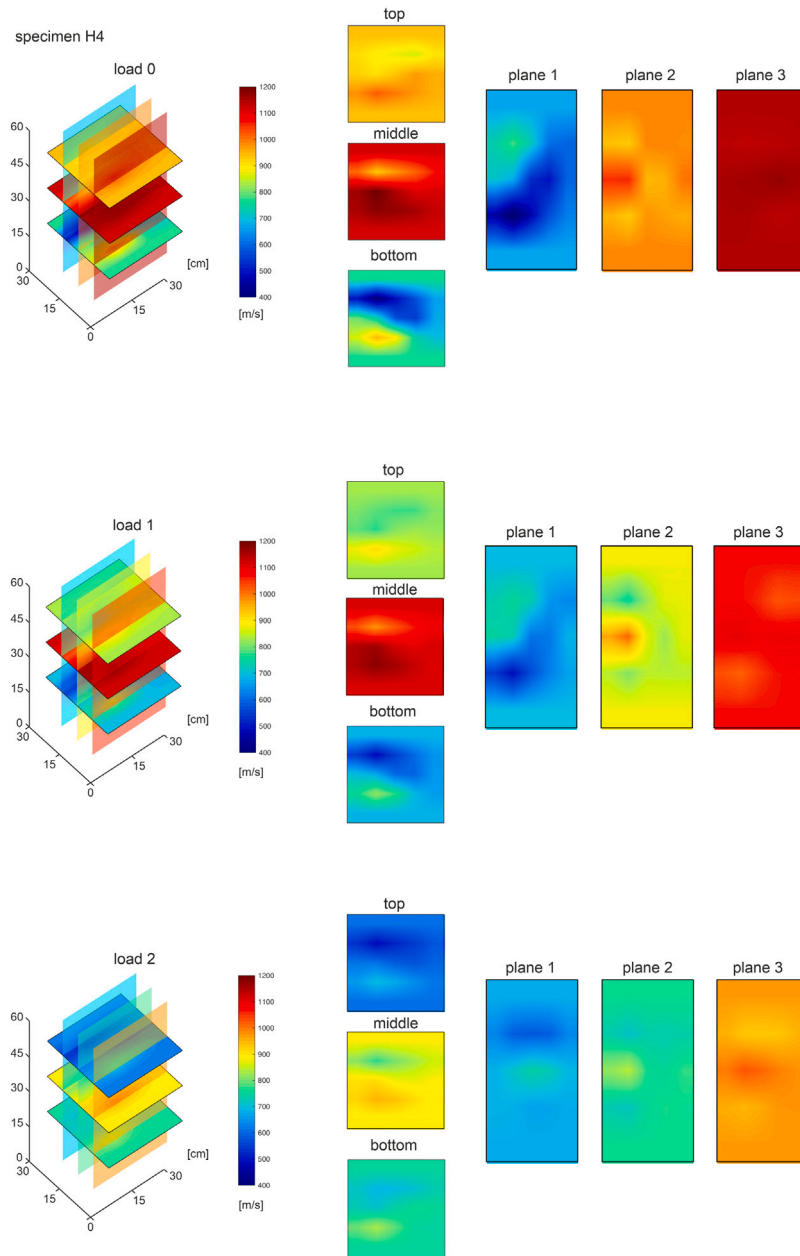 specimen H4
load 0
top
plane 1
plane 2
plane 3
60
45
30
15
0
30
15
0
15
30
[cm]
1200
1100
1000
900
800
700
600
500
400
[m/s]
middle
bottom
load 1
top
plane 1
plane 2
plane 3
60
45
30
15
0
30
15
0
15
30
[cm]
1200
1100
1000
900
800
700
600
500
400
[m/s]
middle
bottom
load 2
top
plane 1
plane 2
plane 3
60
45
30
15
0
30
15
0
15
30
[cm]
1200
1100
1000
900
800
700
600
500
400
[m/s]
middle
bottom